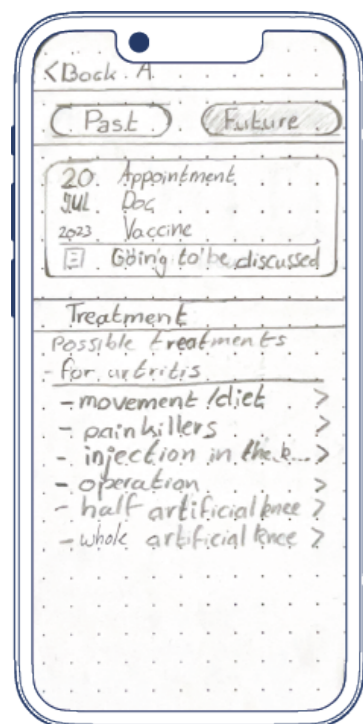 <Back A
Past Future
20 Appointment
JUL. Doc
2023 Vaccine
Going to be discussed
Treatment
Possible treatments
- for artritis
- movement/diet >
- painkillers >
- injection in the k... >
- operation >
- half artificial knee >
- whole artificial knee >